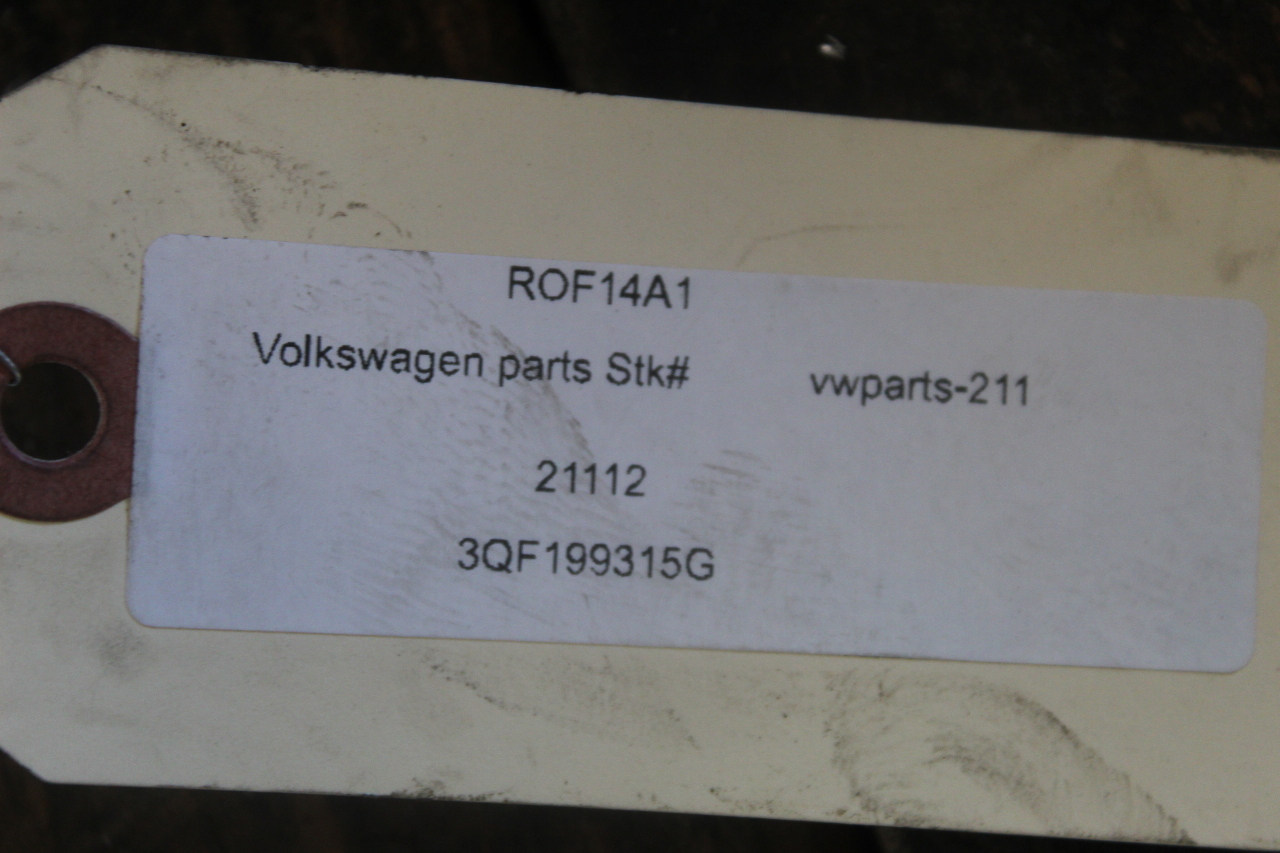 ROF14A1
Volkswagen parts Stk# vwparts-211
21112
3QF199315G